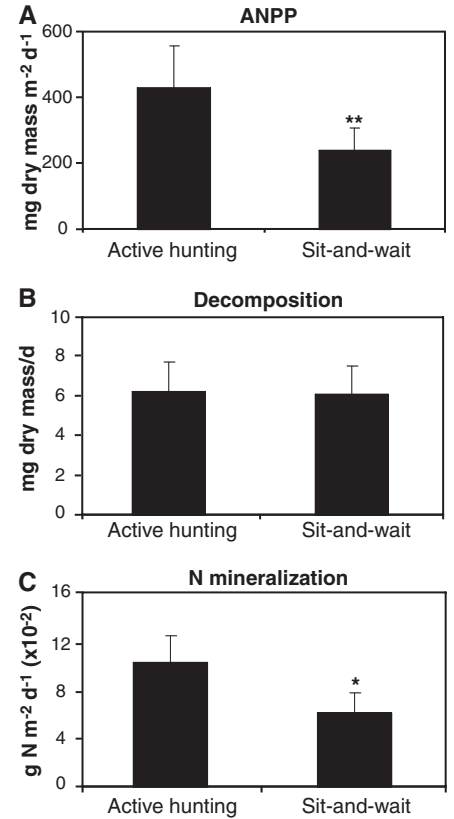 A ANPP
mg dry mass m-2 d-1
600
400
200
0
**
Active hunting Sit-and-wait
B Decomposition
mg dry mass/d
10
8
6
4
2
0
Active hunting Sit-and-wait
C N mineralization
g N m-2 d-1 (x10-2)
16
12
8
4
0
*
Active hunting Sit-and-wait